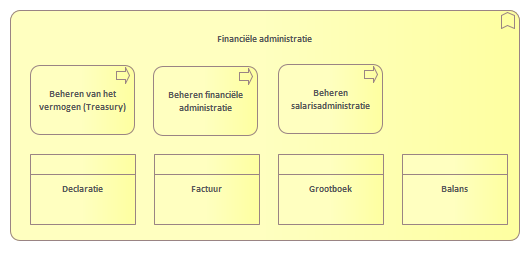 Financiële administratie
Beheren van het
vermogen (Treasury)
Beheren financiële
administratie
Beheren
salarisadministratie
Declaratie
Factuur
Grootboek
Balans